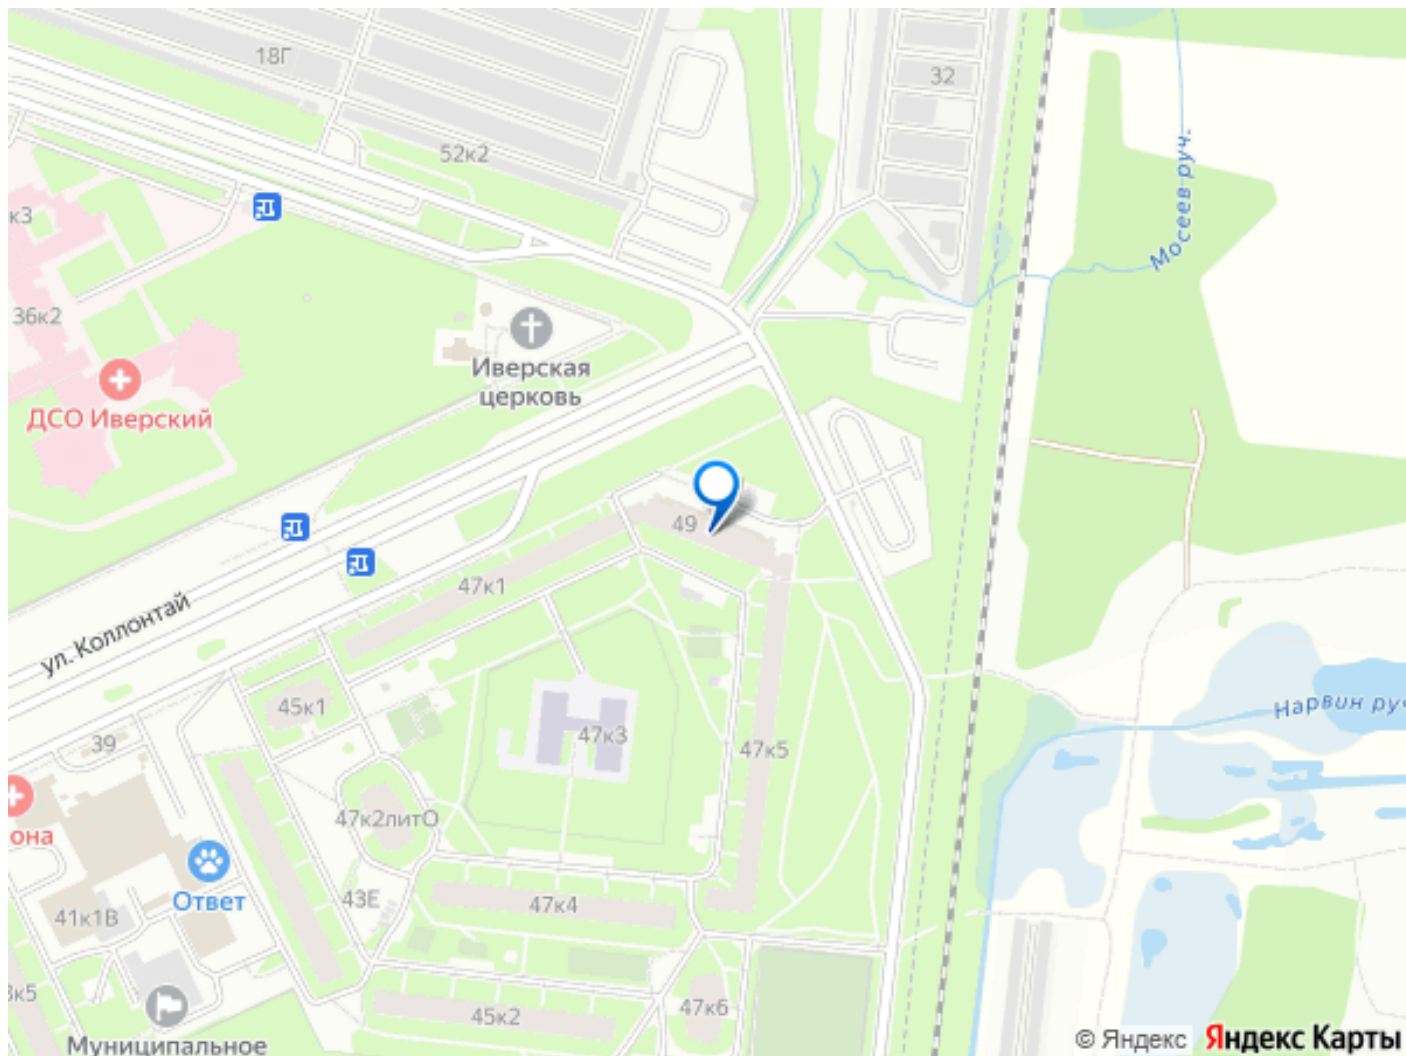 18Г
32
52к2
к3
Мосеев руч.
36к2
Иверская
церковь
ДСО Иверский
49
47к1
ул. Коллонтай
45к1
Нарвин руч
39
47к3
47к5
47к2литО
она
Ответ
43Е
47к4
41к1В
3к5
45к2
47к6
Муниципальное
© Яндекс Яндекс Карты